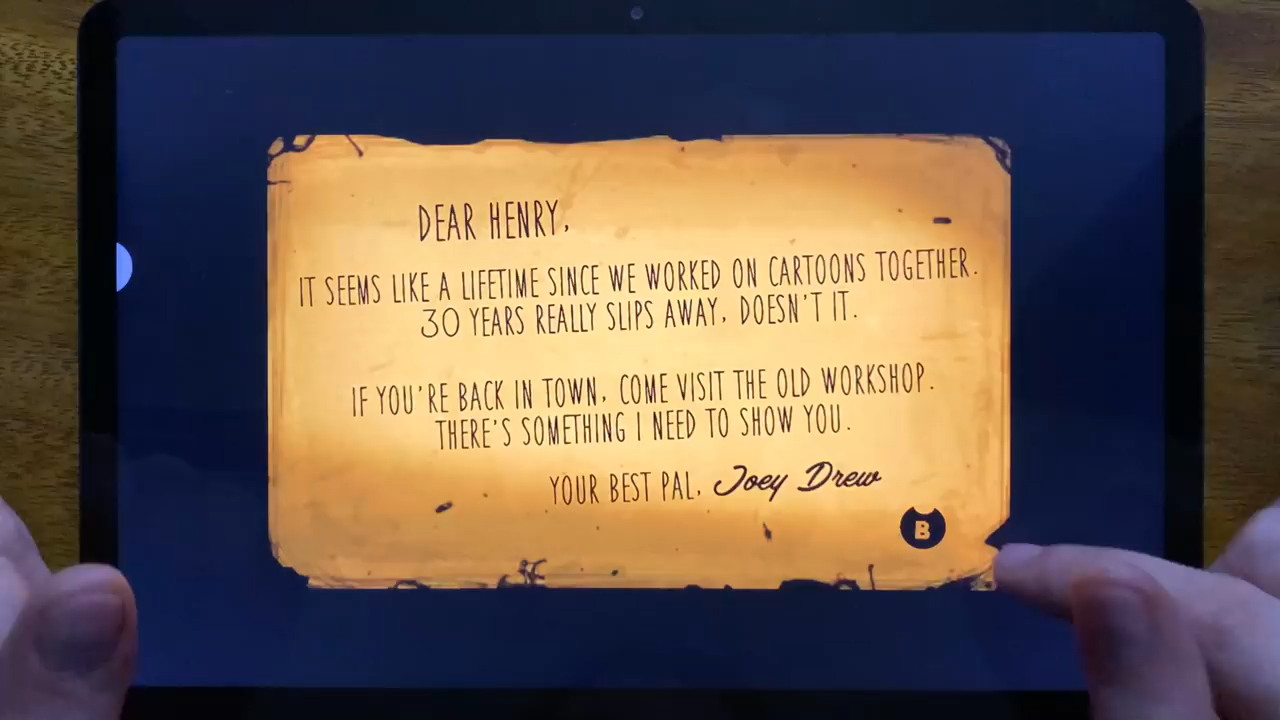 DEAR HENRY,
IT SEEMS LIKE A LIFETIME SINCE WE WORKED ON CARTOONS TOGETHER.
30 YEARS REALLY SLIPS AWAY, DOESN'T IT.
IF YOU'RE BACK IN TOWN, COME VISIT THE OLD WORKSHOP.
THERE'S SOMETHING I NEED TO SHOW YOU.
YOUR BEST PAL, Joey Drew
B